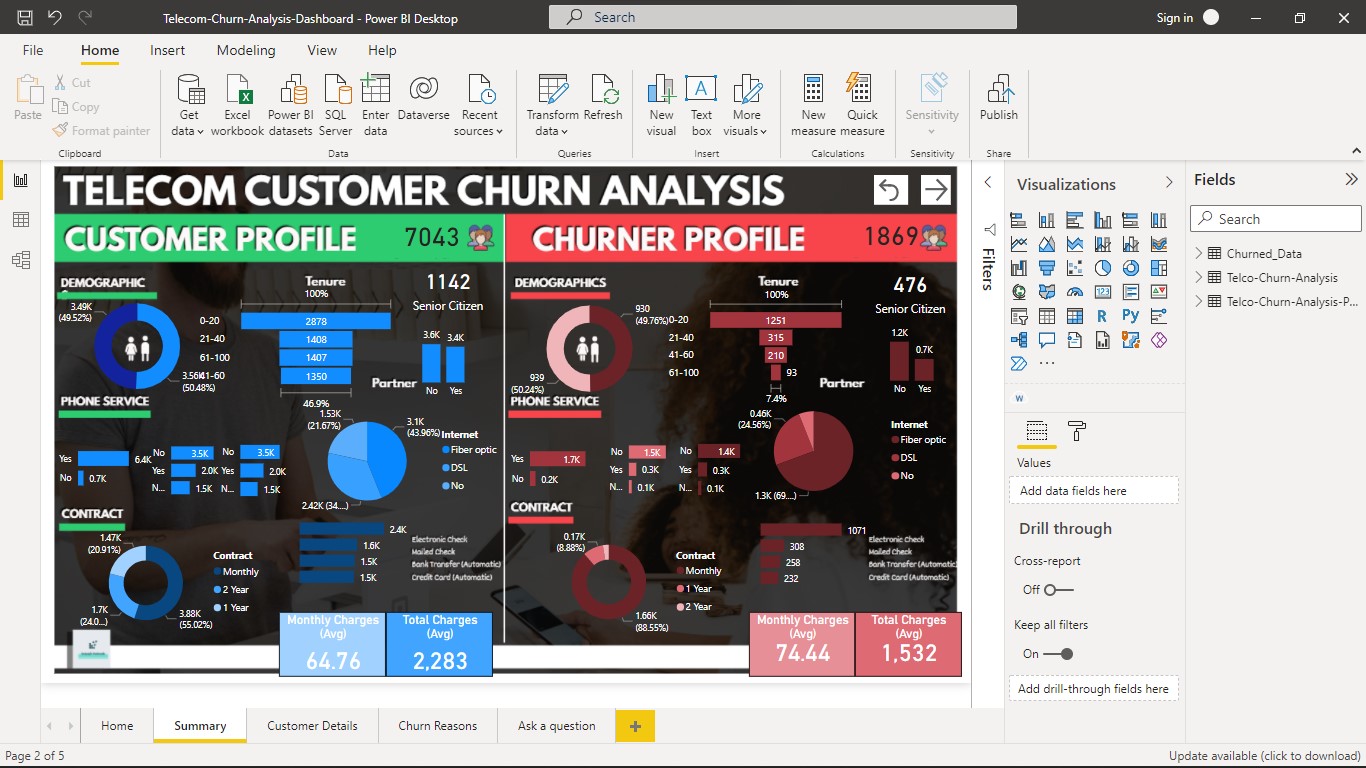 Telecom-Churn-Analysis-Dashboard - Power BI Desktop
Search
Sign in
File Home Insert Modeling View Help
Paste
Cut
Copy
Format painter
Clipboard
Get data
Excel workbook
Power BI datasets
SQL Server
Enter data
Dataverse
Recent sources
Data
Transform data
Refresh
Queries
New visual
Text box
More visuals
Insert
New measure
Quick measure
Calculations
Sensitivity
Sensitivity
Publish
Share
TELECOM CUSTOMER CHURN ANALYSIS
CUSTOMER PROFILE 7043
DEMOGRAPHIC
3.49K
(49.52%)
(50.48%)
Tenure
100%
0-20 2878
21-40 1408
61-100 1407
41-60 1350
46.9%
1142
Senior Citizen
3.6K 3.4K
No Yes
Partner
PHONE SERVICE
Yes 6.4K
No 0.7K
No 3.5K
Yes 2.0K
N... 1.5K
No 3.5K
Yes 2.0K
N... 1.5K
1.53K
(21.67%)
3.1K
(43.96%)
2.42K (34....)
Internet
Fiber optic
DSL
No
CONTRACT
1.47K
(20.91%)
1.7K
(24.0...)
3.88K
(55.02%)
Contract
Monthly
2 Year
1 Year
2.4K
1.6K
1.5K
1.5K
Electronic Check
Mailed Check
Bank Transfer (Automatic)
Credit Card (Automatic)
Monthly Charges
(Avg)
64.76
Total Charges
(Avg)
2,283
CHURNER PROFILE 1869
DEMOGRAPHICS
930
(49.76%)
939
(50.24%)
Tenure
100%
0-20 1251
21-40 315
41-60 210
61-100 93
7.4%
476
Senior Citizen
1.2K
0.7K
No Yes
Partner
PHONE SERVICE
Yes 1.7K
No 0.2K
No 1.5K
Yes 0.3K
N... 0.1K
No 1.4K
Yes 0.3K
N... 0.1K
0.46K
(24.56%)
1.3K (69....)
Internet
Fiber optic
DSL
No
CONTRACT
0.17K
(8.88%)
1.66K
(88.55%)
Contract
Monthly
1 Year
2 Year
1071
308
258
232
Electronic Check
Mailed Check
Bank Transfer (Automatic)
Credit Card (Automatic)
Monthly Charges
(Avg)
74.44
Total Charges
(Avg)
1,532
Filters
Visualizations
R Py
Values
Add data fields here
Drill through
Cross-report
Off
Keep all filters
On
Add drill-through fields here
Fields
Search
Churned_Data
Telco-Churn-Analysis
Telco-Churn-Analysis-P...
Home Summary Customer Details Churn Reasons Ask a question
Page 2 of 5
Update available (click to download)